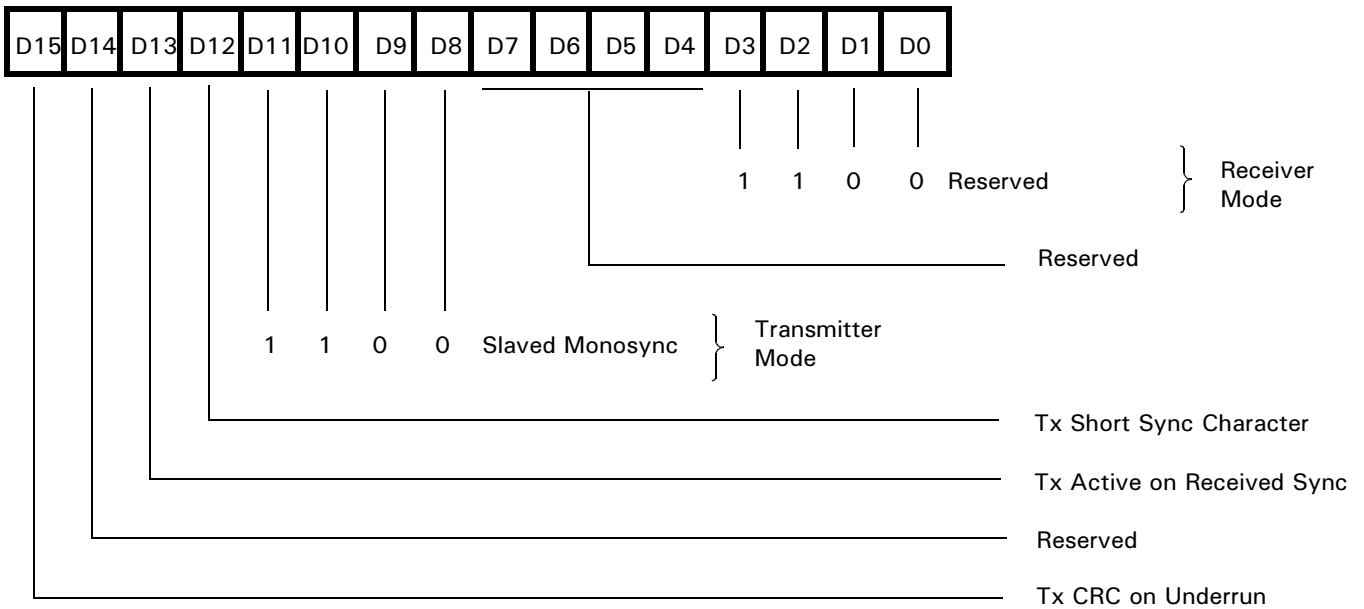 D15 D14 D13 D12 D11 D10 D9 D8 D7 D6 D5 D4 D3 D2 D1 D0
1 1 0 0 Reserved
Receiver
Mode
Reserved
1 1 0 0 Slaved Monosync
Transmitter
Mode
Tx Short Sync Character
Tx Active on Received Sync
Reserved
Tx CRC on Underrun